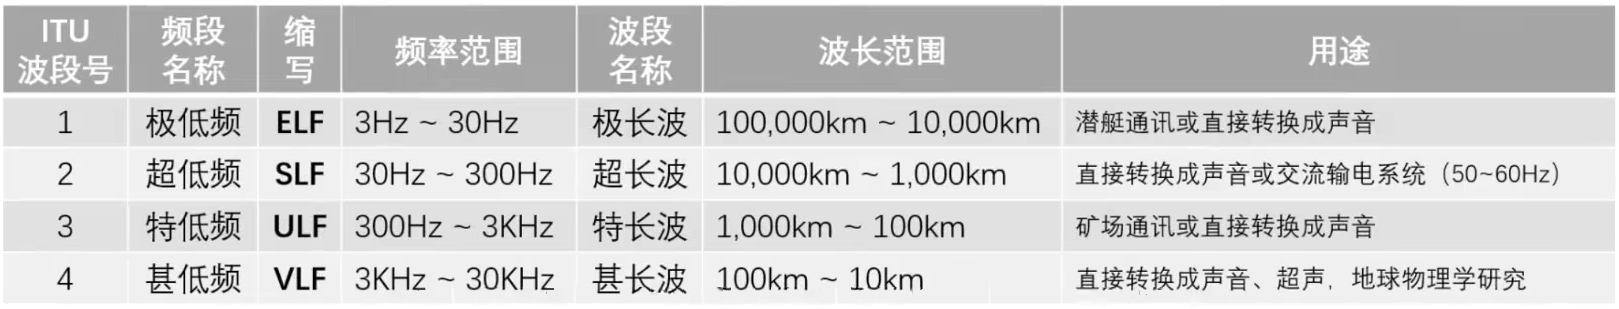 ITU波段号 频段名称 缩写 频率范围 波段名称 波长范围 用途
1 极低频 ELF 3Hz ~ 30Hz 极长波 100,000km ~ 10,000km 潜艇通讯或直接转换成声音
2 超低频 SLF 30Hz ~ 300Hz 超长波 10,000km ~ 1,000km 直接转换成声音或交流输电系统（50~60Hz）
3 特低频 ULF 300Hz ~ 3KHz 特长波 1,000km ~ 100km 矿场通讯或直接转换成声音
4 甚低频 VLF 3KHz ~ 30KHz 甚长波 100km ~ 10km 直接转换成声音、超声，地球物理学研究